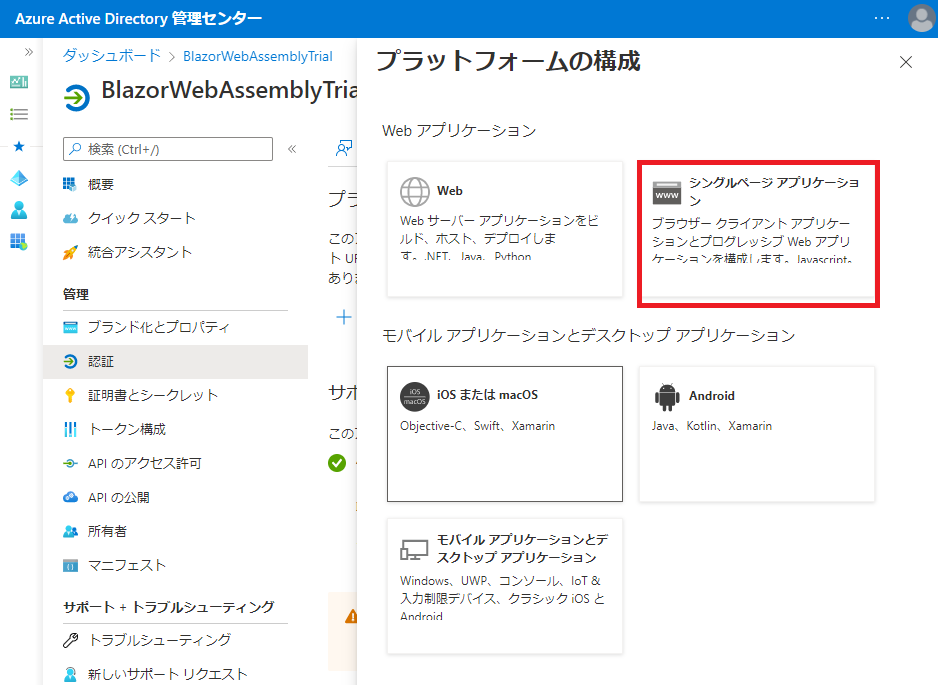 Azure Active Directory 管理センター
ダッシュボード > BlazorWebAssemblyTrial
BlazorWebAssemblyTria
検索 (Ctrl+/)
概要
クイック スタート
統合アシスタント
管理
ブランド化とプロパティ
認証
証明書とシークレット
トークン構成
API のアクセス許可
API の公開
所有者
マニフェスト
サポート + トラブルシューティング
トラブルシューティング
新しいサポート リクエスト
プラ
この
ト UF
ありま
サポ
この
プラットフォームの構成
Web アプリケーション
Web
Web サーバー アプリケーションをビ
ルド、ホスト、デプロイしま
す。.NET、Java、Python
www
シングルページ アプリケーショ
ン
ブラウザー クライアント アプリケー
ションとプログレッシブ Web アプリ
ケーションを構成します。Javascript。
モバイル アプリケーションとデスクトップ アプリケーション
iOS
macOS
iOS または macOS
Objective-C、Swift、Xamarin
Android
Java、Kotlin、Xamarin
モバイル アプリケーションとデ
スクトップ アプリケーション
Windows、UWP、コンソール、IoT &
入力制限デバイス、クラシック iOS と
Android